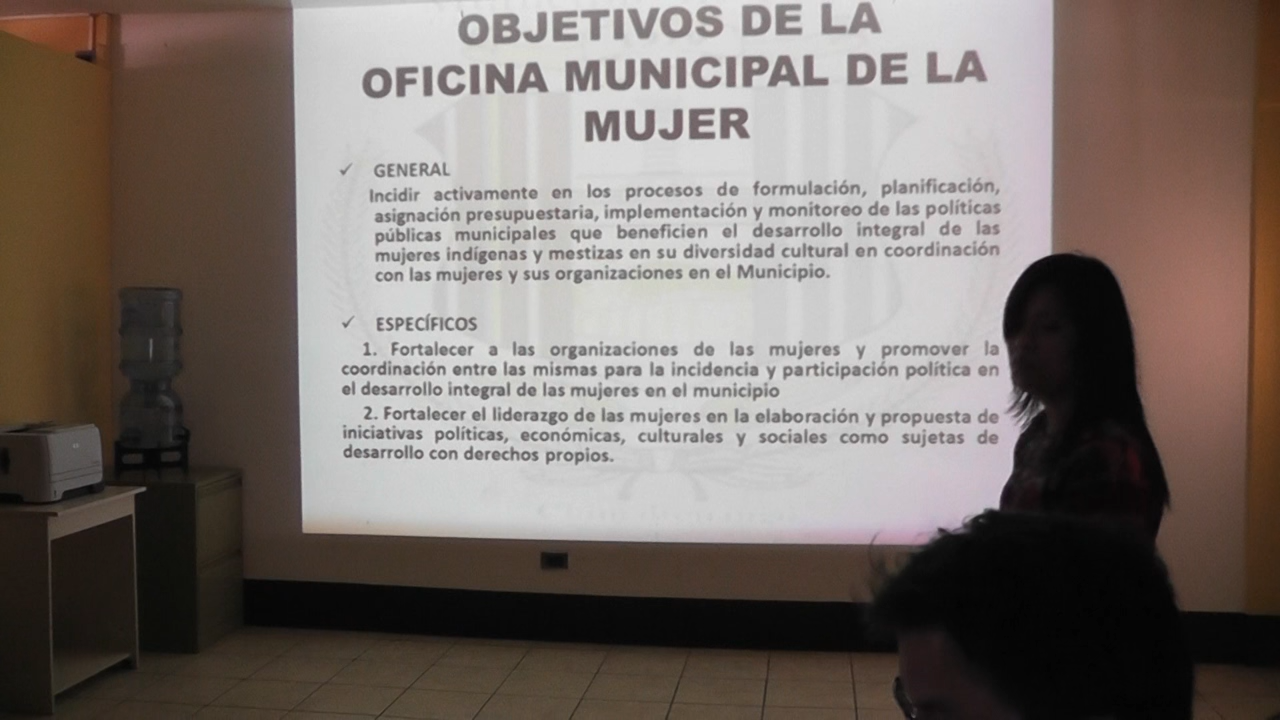 OBJETIVOS DE LA
OFICINA MUNICIPAL DE LA
MUJER
✓ GENERAL
Incidir activamente en los procesos de formulación, planificación,
asignación presupuestaria, implementación y monitoreo de las políticas
públicas municipales que beneficien el desarrollo integral de las
mujeres indígenas y mestizas en su diversidad cultural en coordinación
con las mujeres y sus organizaciones en el Municipio.
✓ ESPECÍFICOS
1. Fortalecer a las organizaciones de las mujeres y promover la
coordinación entre las mismas para la incidencia y participación política en
el desarrollo integral de las mujeres en el municipio
2. Fortalecer el liderazgo de las mujeres en la elaboración y propuesta de
iniciativas políticas, económicas, culturales y sociales como sujetas de
desarrollo con derechos propios.